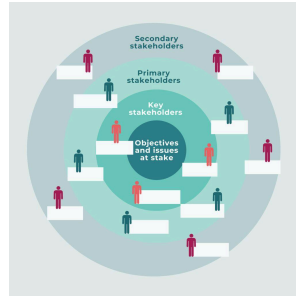 Secondary
stakeholders
Primary
stakeholders
Key
stakeholders
Objectives
and issues
at stake